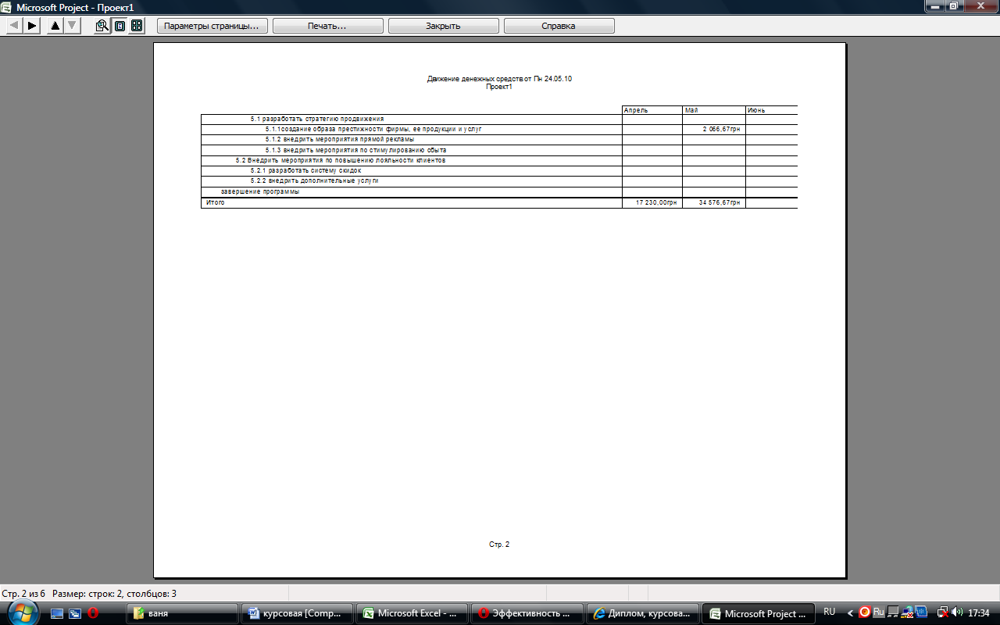 Microsoft Project - Проект1
Параметры страницы... Печать... Закрыть Справка
Движение денежных средств от Пн 24.05.10
Проект1
Апрель Май Июнь
5.1 разработать стратегию продвижения
5.1.1создание образа престижности фирмы, ее продукции и услуг 2 066,67грн
5.1.2 внедрить мероприятия прямой рекламы
5.1.3 внедрить мероприятия по стимулированию сбыта
5.2 Внедрить мероприятия по повышению лояльности клиентов
5.2.1 разработать систему скидок
5.2.2 внедрить дополнительные услуги
завершение программы
Итого 17 230,00грн 34 576,67грн
Стр. 2
Стр. 2 из 6 Размер: строк: 2, столбцов: 3
ваня курсовая [Comp... Microsoft Excel - ... Эффективность ... Диплом, курсова... Microsoft Project ... RU Ru 17:34